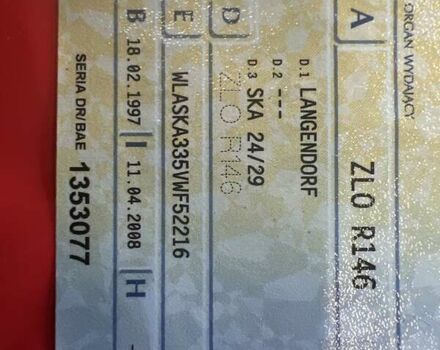 ORGAN WYDAJĄCY
A ZLO R146
D.1 LANGENDORF
D.2 ---
D.3 SKA 24/29
D ZLO R146
E WLASKA335VWF52216
B 18.02.1997 I 11.04.2008 H -
SERIA DR/BAE 1353077